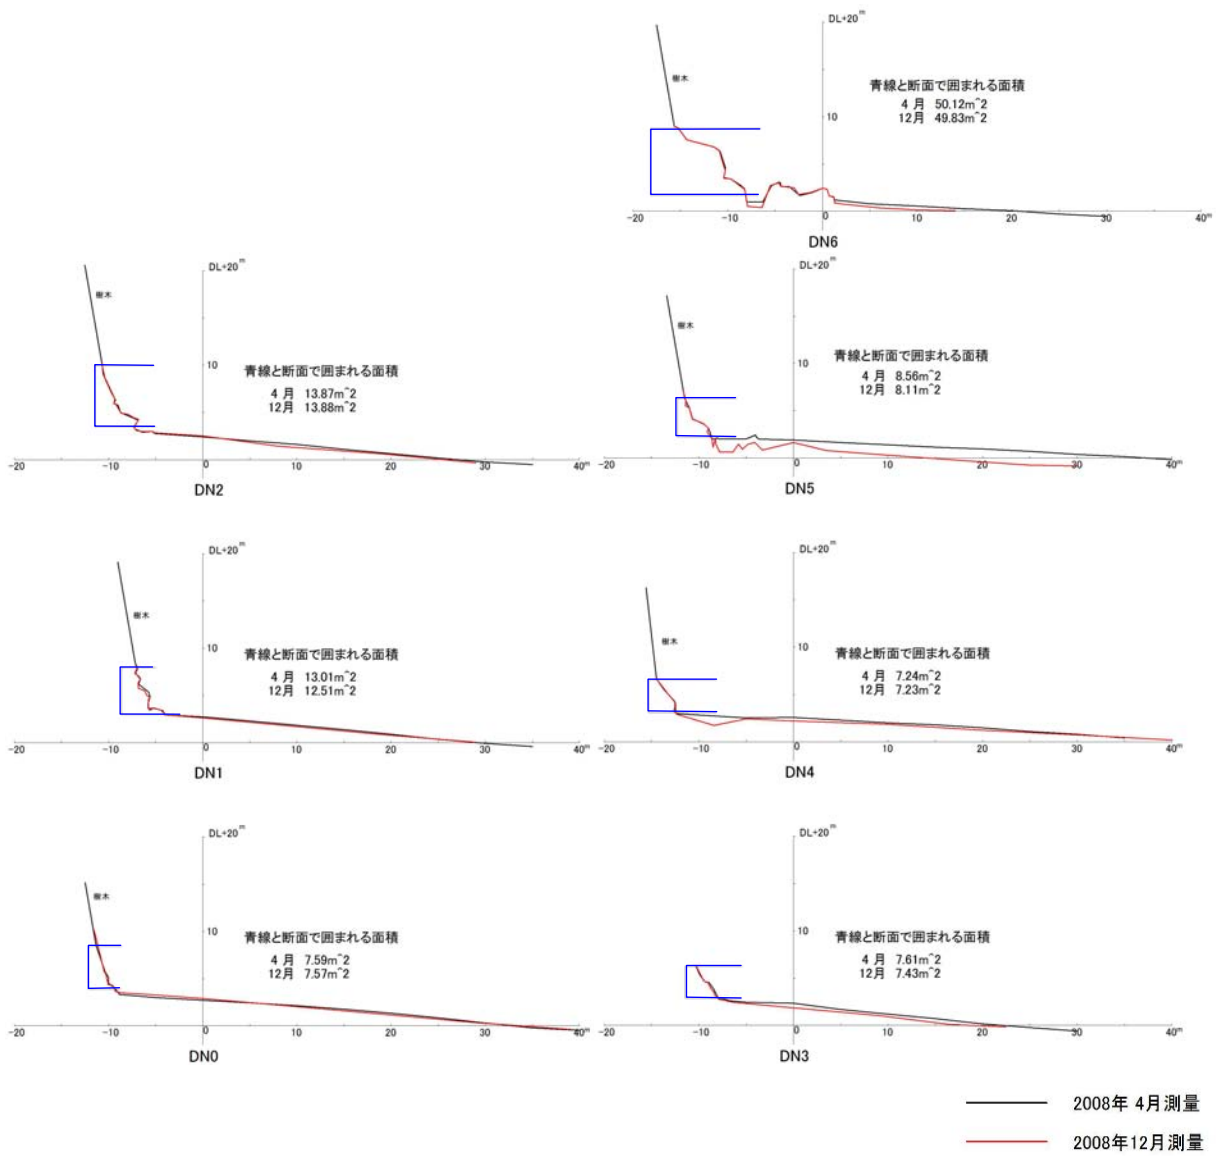 DL+20m
樹木
青線と断面で囲まれる面積
4 月 50.12m^2
12月 49.83m^2
10
-20 -10 0 10 20 30 40m
DN6
DL+20m
樹木
10
青線と断面で囲まれる面積
4 月 13.87m^2
12月 13.88m^2
-20 -10 0 10 20 30 40m
DN2
DL+20m
樹木
10
青線と断面で囲まれる面積
4 月 8.56m^2
12月 8.11m^2
-20 -10 0 10 20 30 40m
DN5
DL+20m
樹木
10
青線と断面で囲まれる面積
4 月 13.01m^2
12月 12.51m^2
-20 -10 0 10 20 30 40m
DN1
DL+20m
樹木
10
青線と断面で囲まれる面積
4 月 7.24m^2
12月 7.23m^2
-20 -10 0 10 20 30 40m
DN4
DL+20m
樹木
10
青線と断面で囲まれる面積
4 月 7.59m^2
12月 7.57m^2
-20 -10 0 10 20 30 40m
DN0
DL+20m
10
青線と断面で囲まれる面積
4 月 7.61m^2
12月 7.43m^2
-20 -10 0 10 20 30 40m
DN3
2008年 4月測量
2008年12月測量